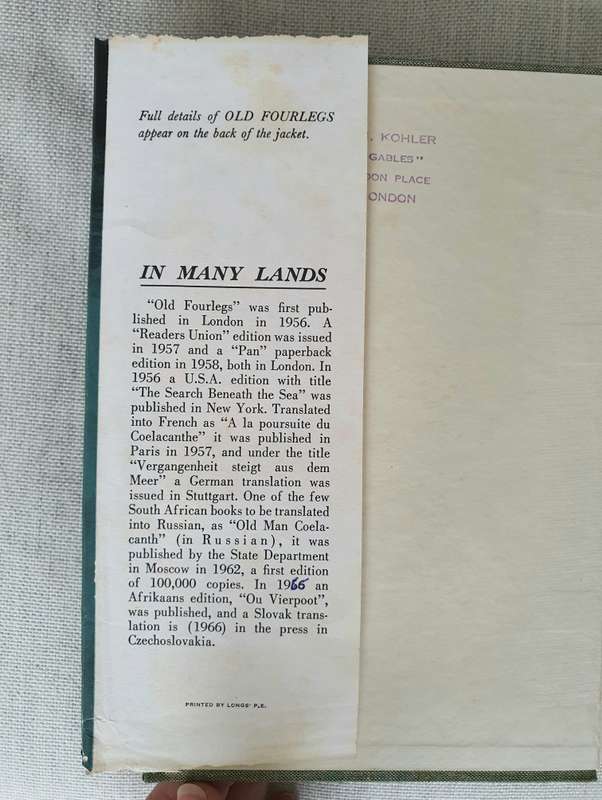 Full details of OLD FOURLEGS
appear on the back of the jacket.
IN MANY LANDS
“Old Fourlegs” was first pub-
lished in London in 1956. A
“Readers Union” edition was issued
in 1957 and a “Pan” paperback
edition in 1958, both in London. In
1956 a U.S.A. edition with title
“The Search Beneath the Sea” was
published in New York. Translated
into French as “A la poursuite du
Coelacanthe” it was published in
Paris in 1957, and under the title
“Vergangenheit steigt aus dem
Meer” a German translation was
issued in Stuttgart. One of the few
South African books to be translated
into Russian, as “Old Man Coela-
canth” (in Russian), it was
published by the State Department
in Moscow in 1962, a first edition
of 100,000 copies. In 1966 an
Afrikaans edition, “Ou Vierpoot”,
was published, and a Slovak trans-
lation is (1966) in the press in
Czechoslovakia.
PRINTED BY LONGS' P.E.
KOHLER
GABLES”
PLACE